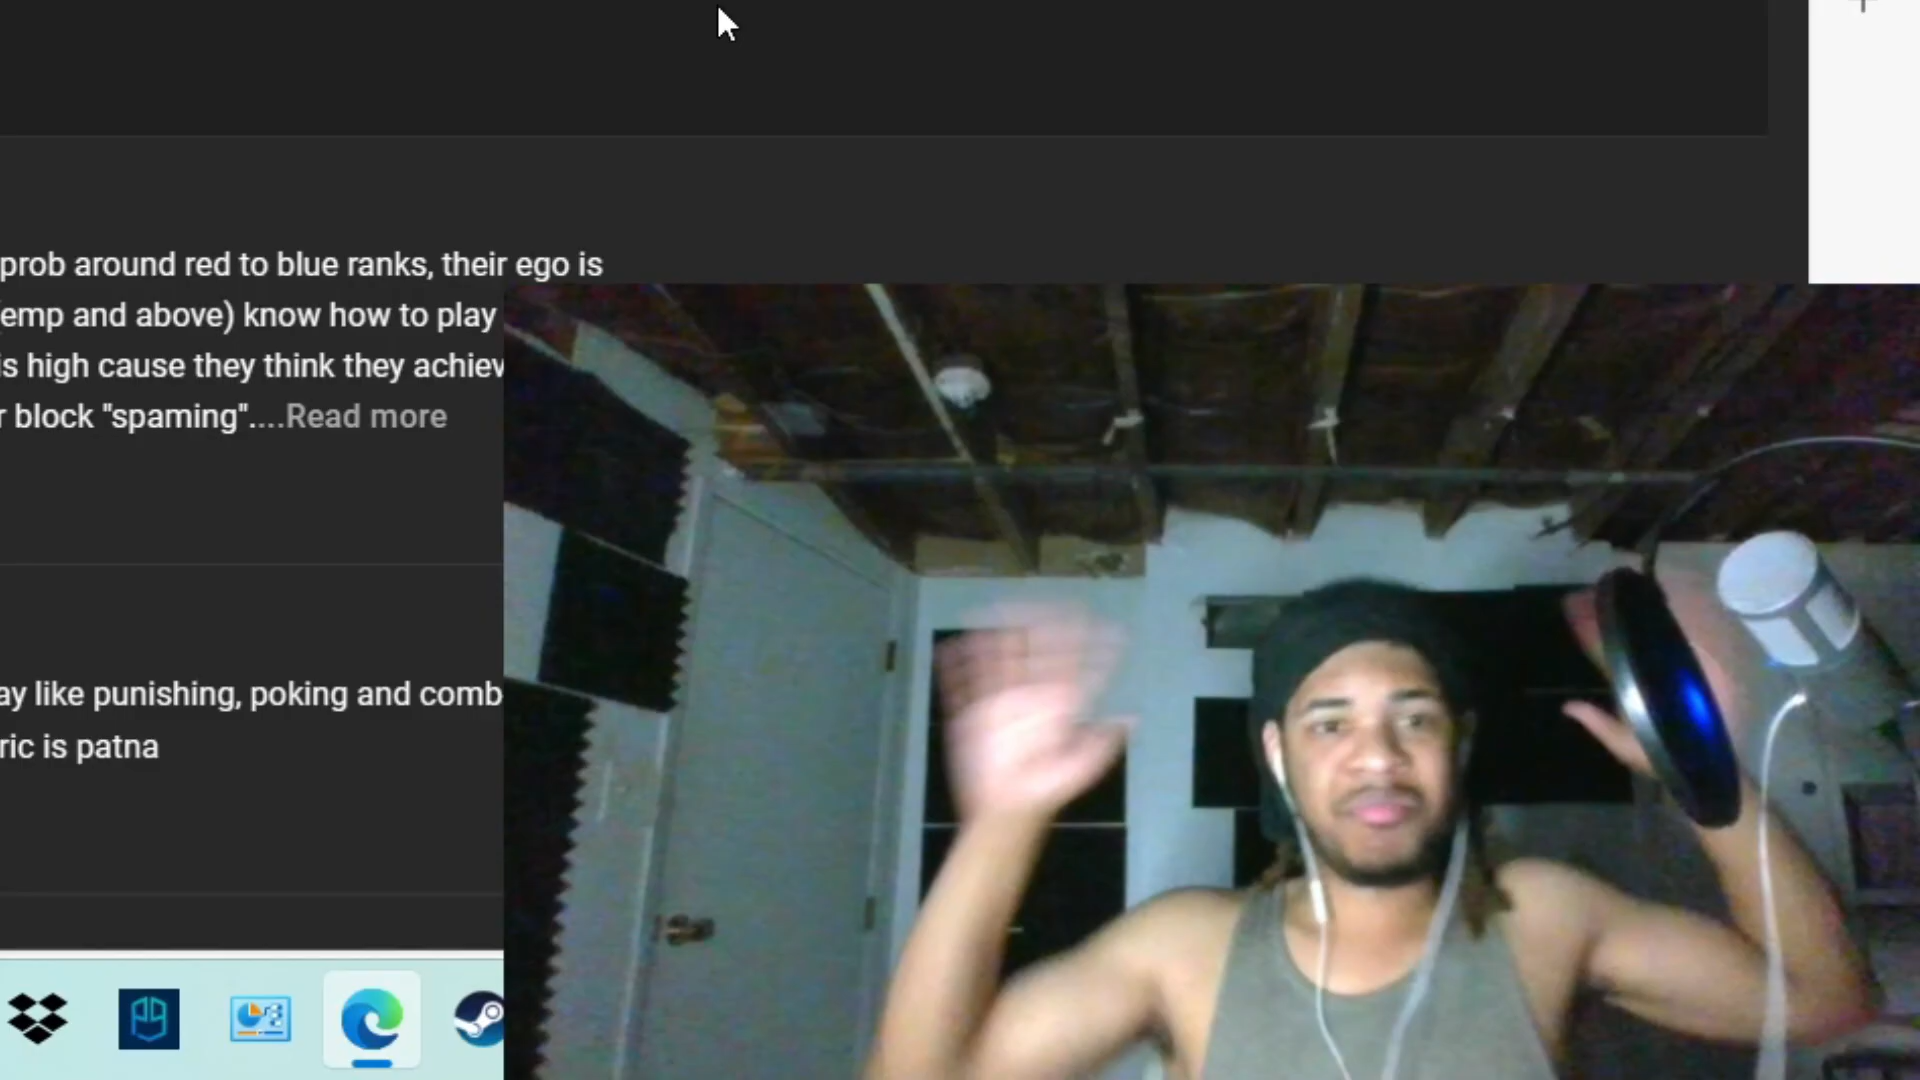 prob around red to blue ranks, their ego is
(emp and above) know how to play
is high cause they think they achiev
r block "spaming"....Read more
ay like punishing, poking and comb
ric is patna